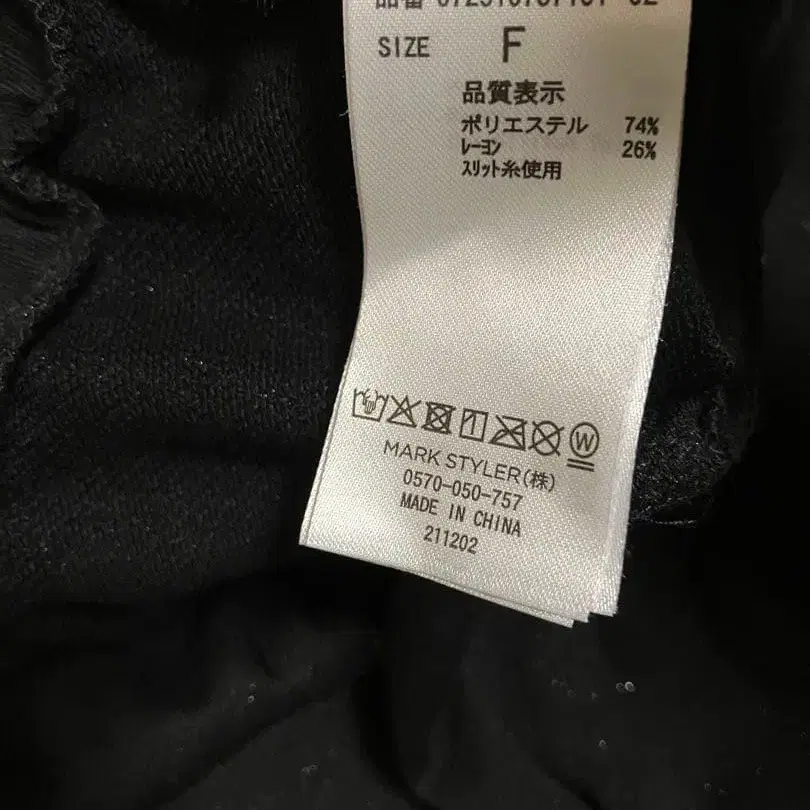 SIZE F
品質表示
ポリエステル 74%
レーヨン 26%
スリット糸使用
W
MARK STYLER(株)
0570-050-757
MADE IN CHINA
211202